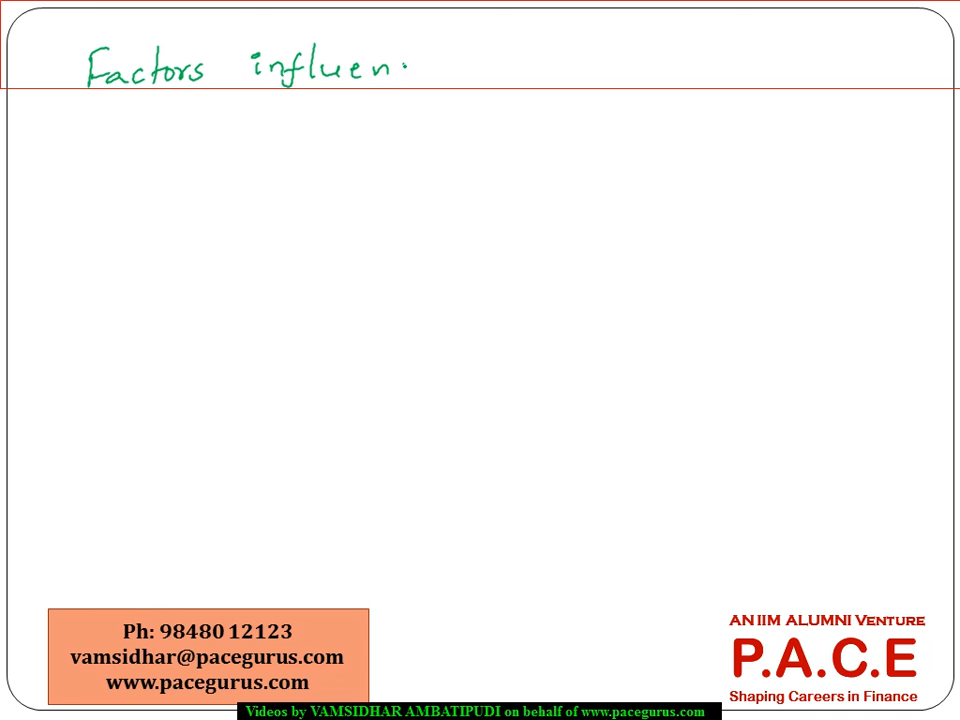 Factors influen
Ph: 98480 12123
vamsidhar@pacegurus.com
www.pacegurus.com
AN IIM ALUMNI VENTURE
P.A.C.E
Shaping Careers in Finance
Videos by VAMSIDHAR AMBATIPUDI on behalf of www.pacegurus.com